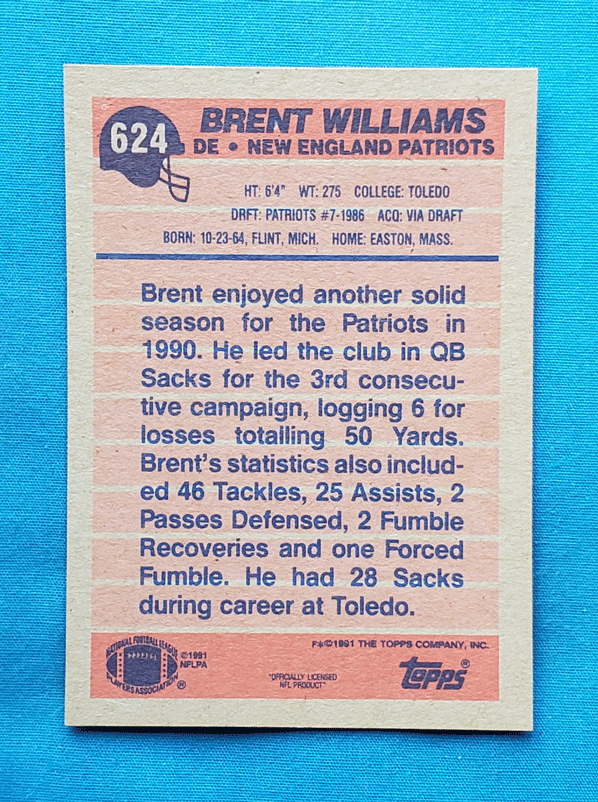 624
BRENT WILLIAMS
DE • NEW ENGLAND PATRIOTS
HT: 6'4" WT: 275 COLLEGE: TOLEDO
DRFT: PATRIOTS #7-1986 ACQ: VIA DRAFT
BORN: 10-23-64, FLINT, MICH. HOME: EASTON, MASS.
Brent enjoyed another solid
season for the Patriots in
1990. He led the club in QB
Sacks for the 3rd consecu-
tive campaign, logging 6 for
losses totalling 50 Yards.
Brent's statistics also includ-
ed 46 Tackles, 25 Assists, 2
Passes Defensed, 2 Fumble
Recoveries and one Forced
Fumble. He had 28 Sacks
during career at Toledo.
NATIONAL FOOTBALL LEAGUE
PLAYERS ASSOCIATION ®
©1991
NFLPA
"OFFICIALLY LICENSED
NFL PRODUCT"
F*©1991 THE TOPPS COMPANY, INC.
TOPPS®